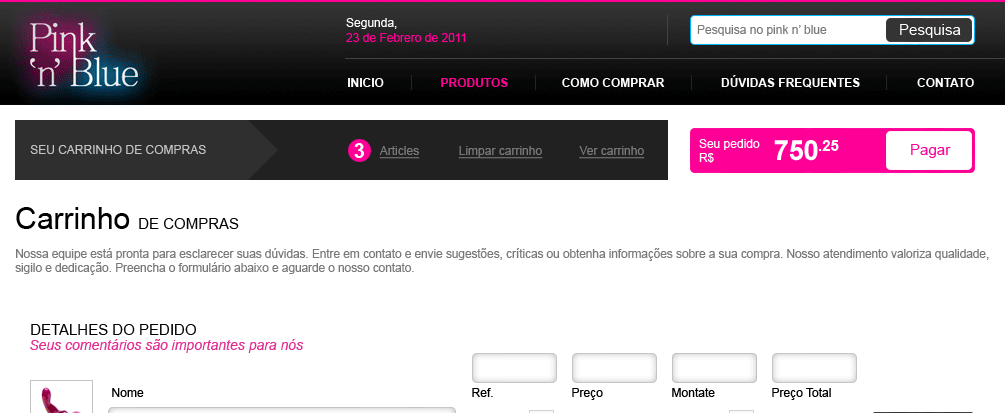 Pink
'n' Blue
Segunda,
23 de Febrero de 2011
Pesquisa no pink n' blue
Pesquisa
INICIO
PRODUTOS
COMO COMPRAR
DÚVIDAS FREQUENTES
CONTATO
SEU CARRINHO DE COMPRAS
3 Articles
Limpar carrinho
Ver carrinho
Seu pedido
R$
750.25
Pagar
Carrinho DE COMPRAS
Nossa equipe está pronta para esclarecer suas dúvidas. Entre em contato e envie sugestões, críticas ou obtenha informações sobre a sua compra. Nosso atendimento valoriza qualidade,
sigilo e dedicação. Preencha o formulário abaixo e aguarde o nosso contato.
DETALHES DO PEDIDO
Seus comentários são importantes para nós
Nome
Ref.
Preço
Montate
Preço Total